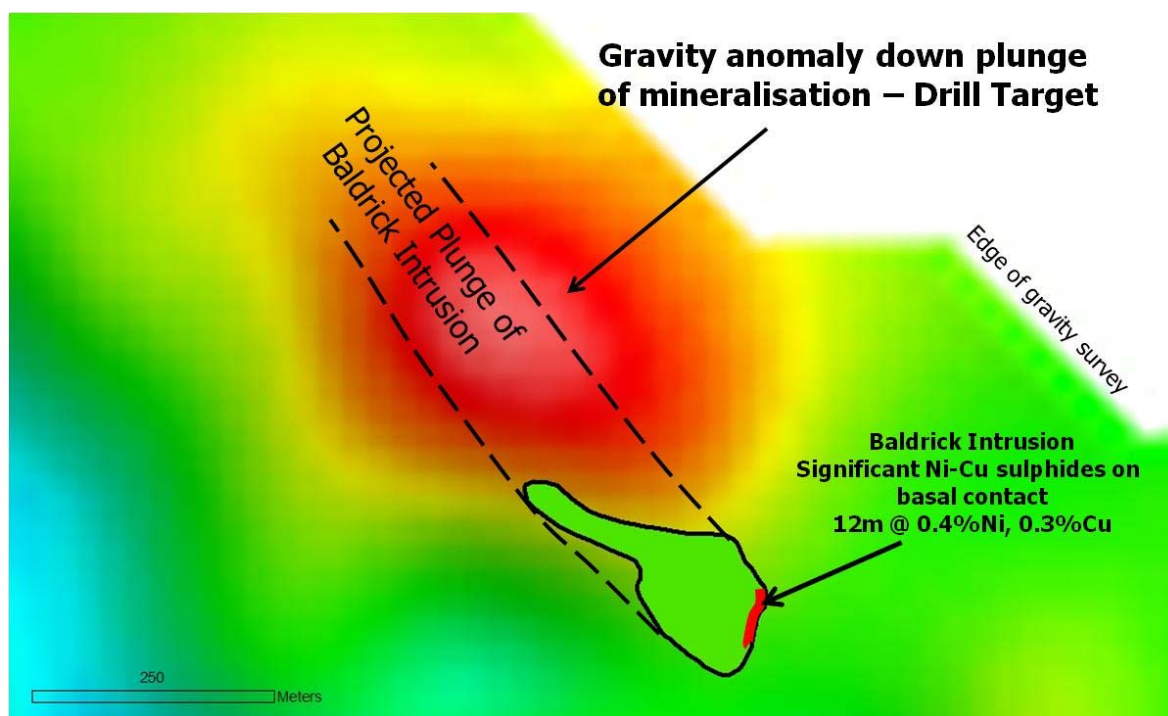 Gravity anomaly down plunge
of mineralisation – Drill Target
Projected Plunge of
Baldrick Intrusion
Edge of gravity survey
Baldrick Intrusion
Significant Ni-Cu sulphides on
basal contact
12m @ 0.4%Ni, 0.3%Cu
250
Meters